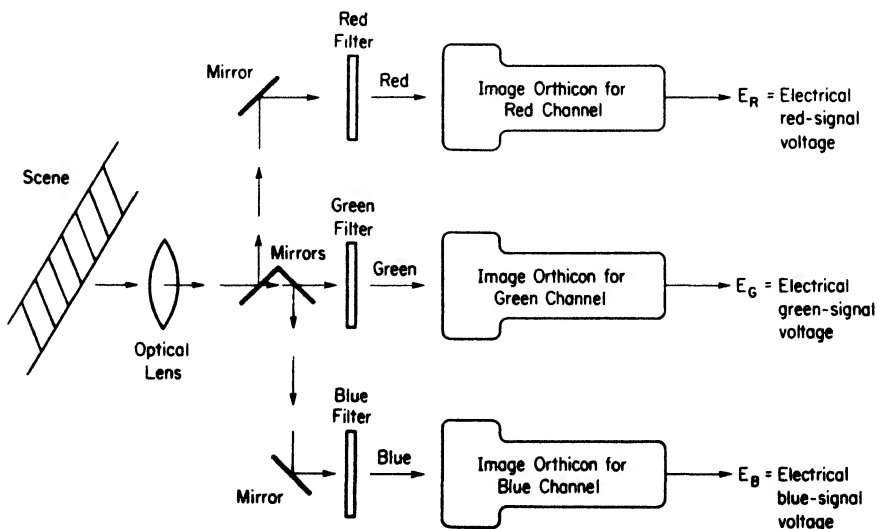 Red
Filter
Mirror
Red
Image Orthicon for
Red Channel
E_R = Electrical
red-signal
voltage
Scene
Green
Filter
Mirrors
Green
Image Orthicon for
Green Channel
E_G = Electrical
green-signal
voltage
Optical
Lens
Blue
Filter
Mirror
Blue
Image Orthicon for
Blue Channel
E_B = Electrical
blue-signal
voltage